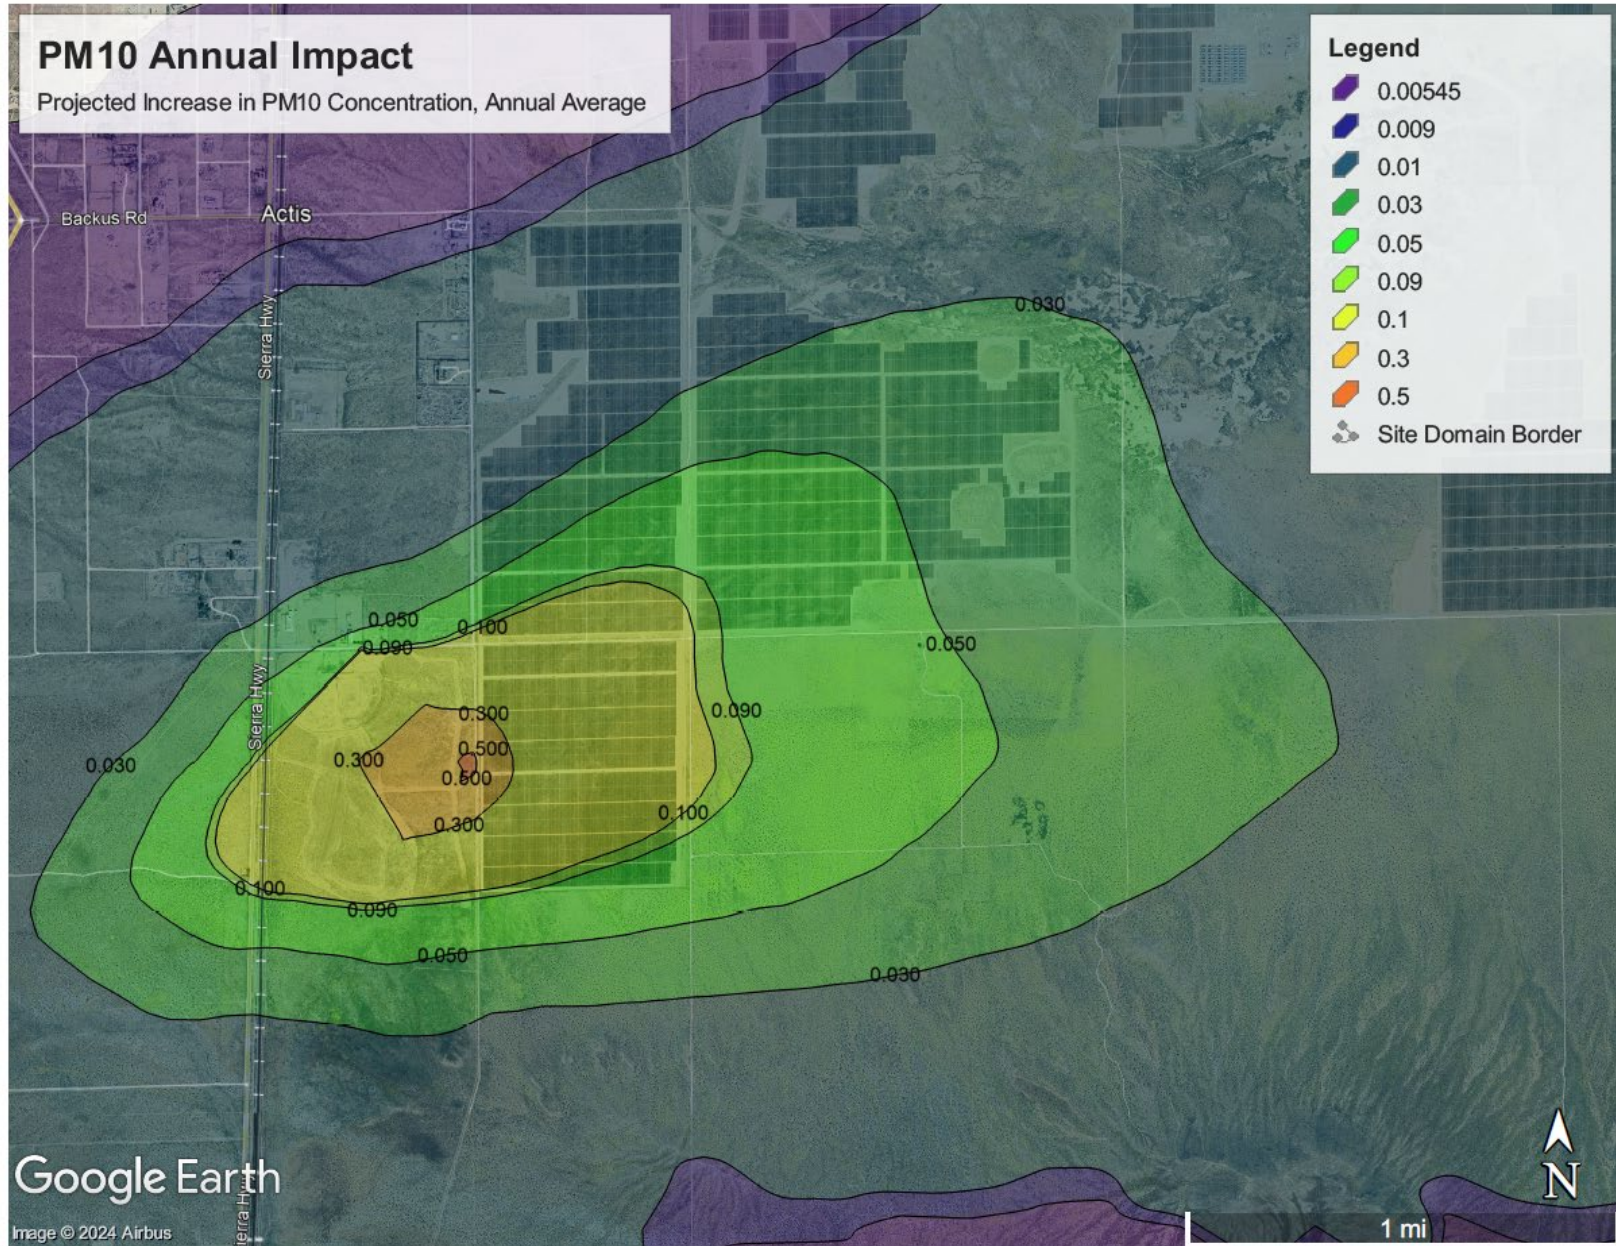 PM10 Annual Impact
Projected Increase in PM10 Concentration, Annual Average
Legend
0.00545
0.009
0.01
0.03
0.05
0.09
0.1
0.3
0.5
Site Domain Border
Backus Rd
Actis
Sierra Hwy
0.030
0.050
0.100
0.090
0.050
Sierra Hwy
0.300
0.090
0.500
0.300
0.030
0.500
0.100
0.300
0.100
0.090
0.050
0.030
Google Earth
Sierra Hwy
N
Image © 2024 Airbus
1 mi